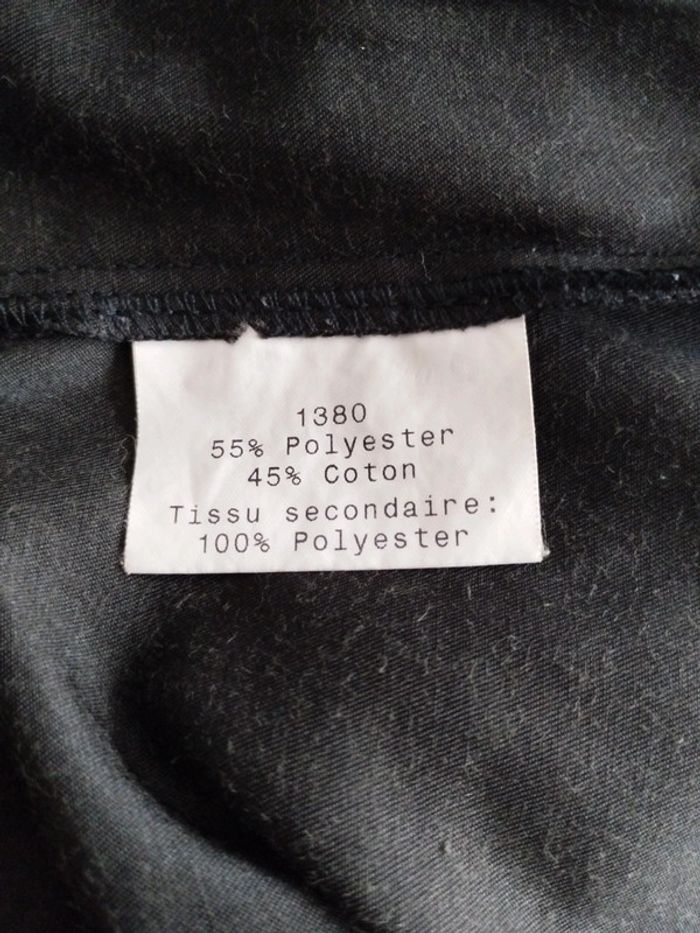 1380
55% Polyester
45% Coton
Tissu secondaire:
100% Polyester